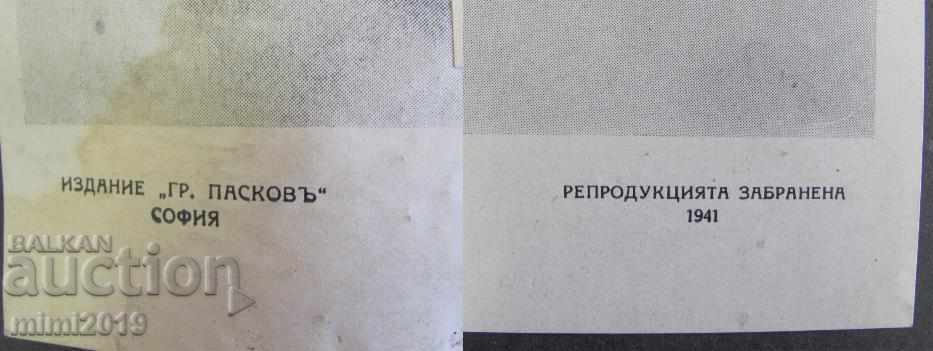 ИЗДАНИЕ „ГР. ПАСКОВЪ“
СОФИЯ
РЕПРОДУКЦИЯТА ЗАБРАНЕНА
1941
BALKAN
auction
mimi2019